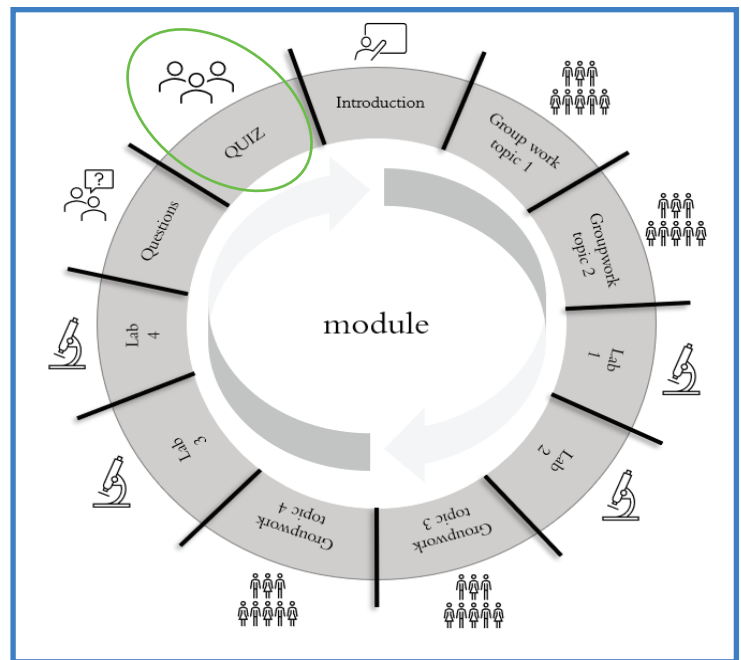 Introduction
Group work
topic 1
Groupwork
topic 2
Lab
1
Lab
2
Groupwork
topic 3
Groupwork
topic 4
Lab
3
Lab
4
Questions
?
QUIZ
module